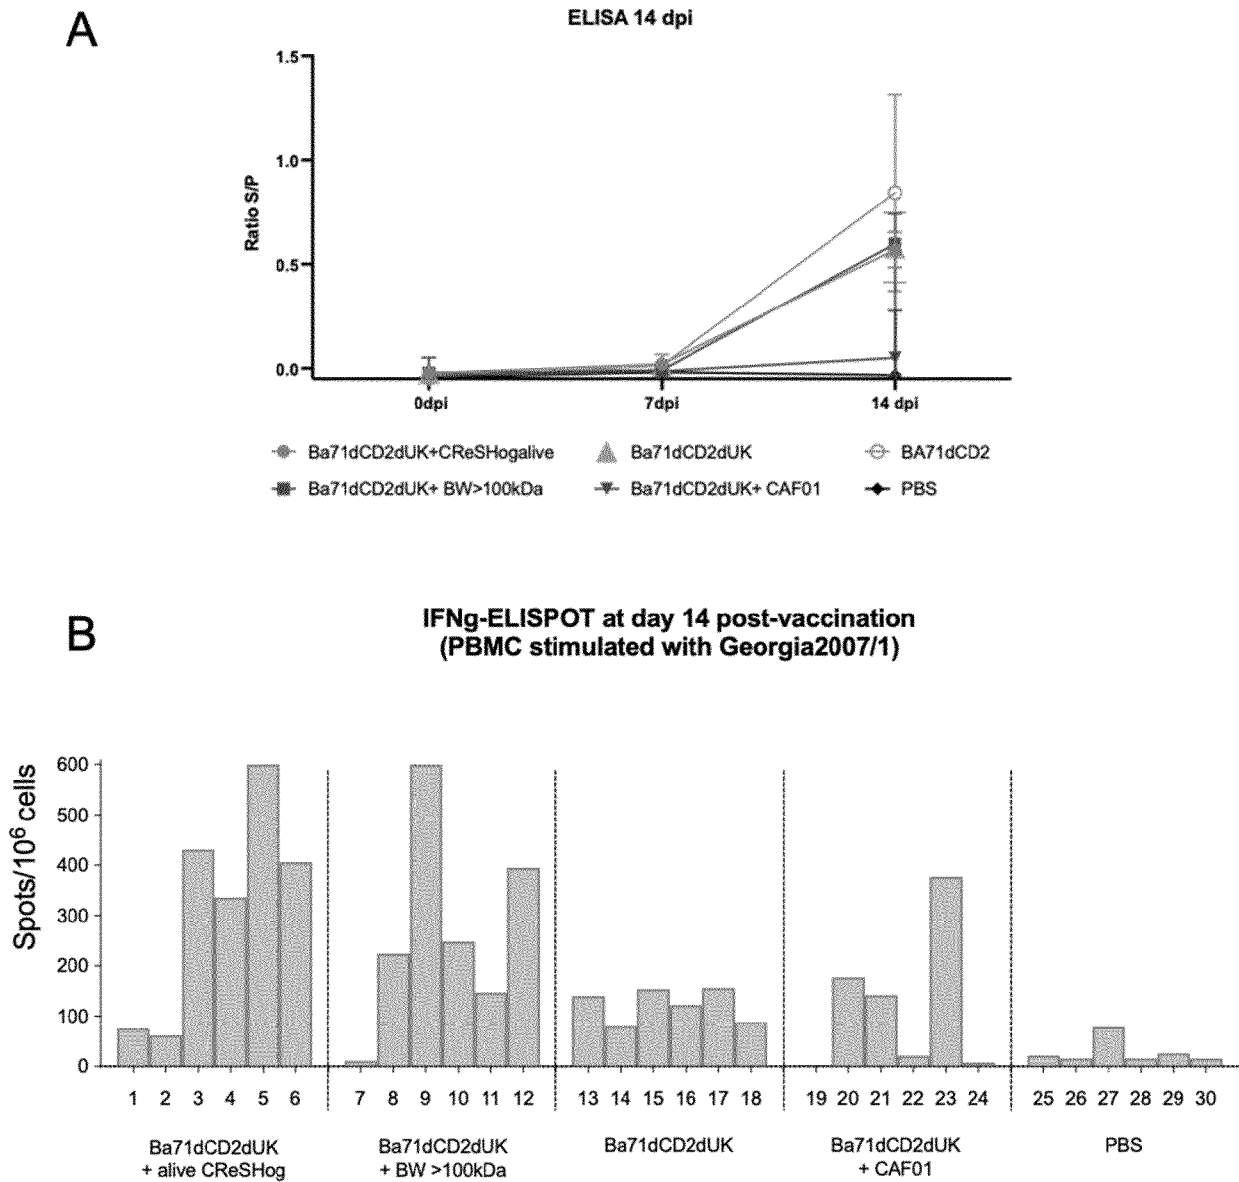 A
ELISA 14 dpi
Ratio S/P
1.5
1.0
0.5
0.0
0dpi 7dpi 14 dpi
Ba71dCD2dUK+CReSHogalive Ba71dCD2dUK BA71dCD2
Ba71dCD2dUK+ BW>100kDa Ba71dCD2dUK+ CAF01 PBS
B
IFNg-ELISPOT at day 14 post-vaccination
(PBMC stimulated with Georgia2007/1)
Spots/10⁶ cells
600
500
400
300
200
100
0
1 2 3 4 5 6 7 8 9 10 11 12 13 14 15 16 17 18 19 20 21 22 23 24 25 26 27 28 29 30
Ba71dCD2dUK Ba71dCD2dUK Ba71dCD2dUK Ba71dCD2dUK PBS
+ alive CReSHog + BW >100kDa + CAF01